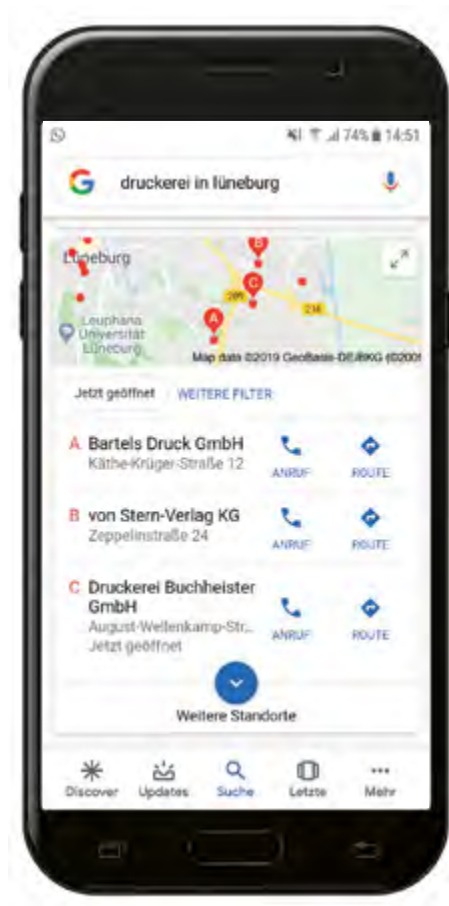 74% 14:51
druckerei in lüneburg
Lüneburg
B
C
209
216
A
Leuphana
Universität
Lüneburg
Map data ©2019 GeoBasis-DE/BKG (©2009
Jetzt geöffnet WEITERE FILTER
A Bartels Druck GmbH
Käthe-Krüger-Straße 12
ANRUF ROUTE
B von Stern-Verlag KG
Zeppelinstraße 24
ANRUF ROUTE
C Druckerei Buchheister
GmbH
August-Wellenkamp-Str...
Jetzt geöffnet
ANRUF ROUTE
Weitere Standorte
Discover Updates Suche Letzte Mehr